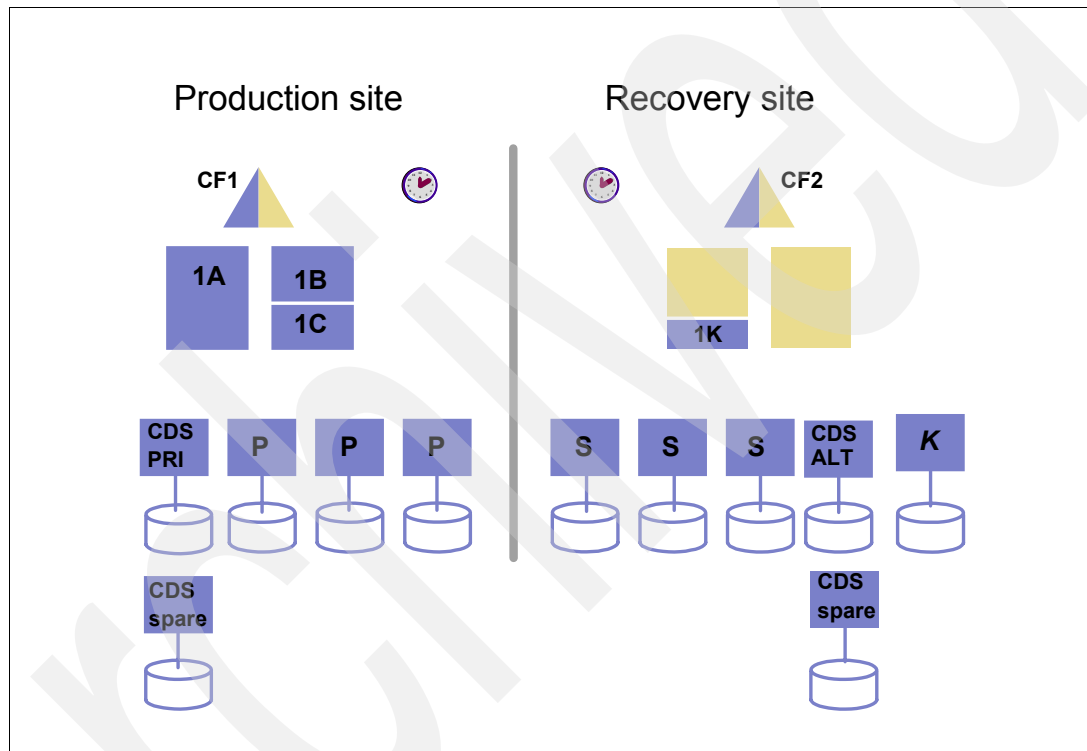 Production site
Recovery site
CF1
CF2
1A
1B
1C
1K
CDS
PRI
P
P
P
S
S
S
CDS
ALT
K
CDS
spare
CDS
spare